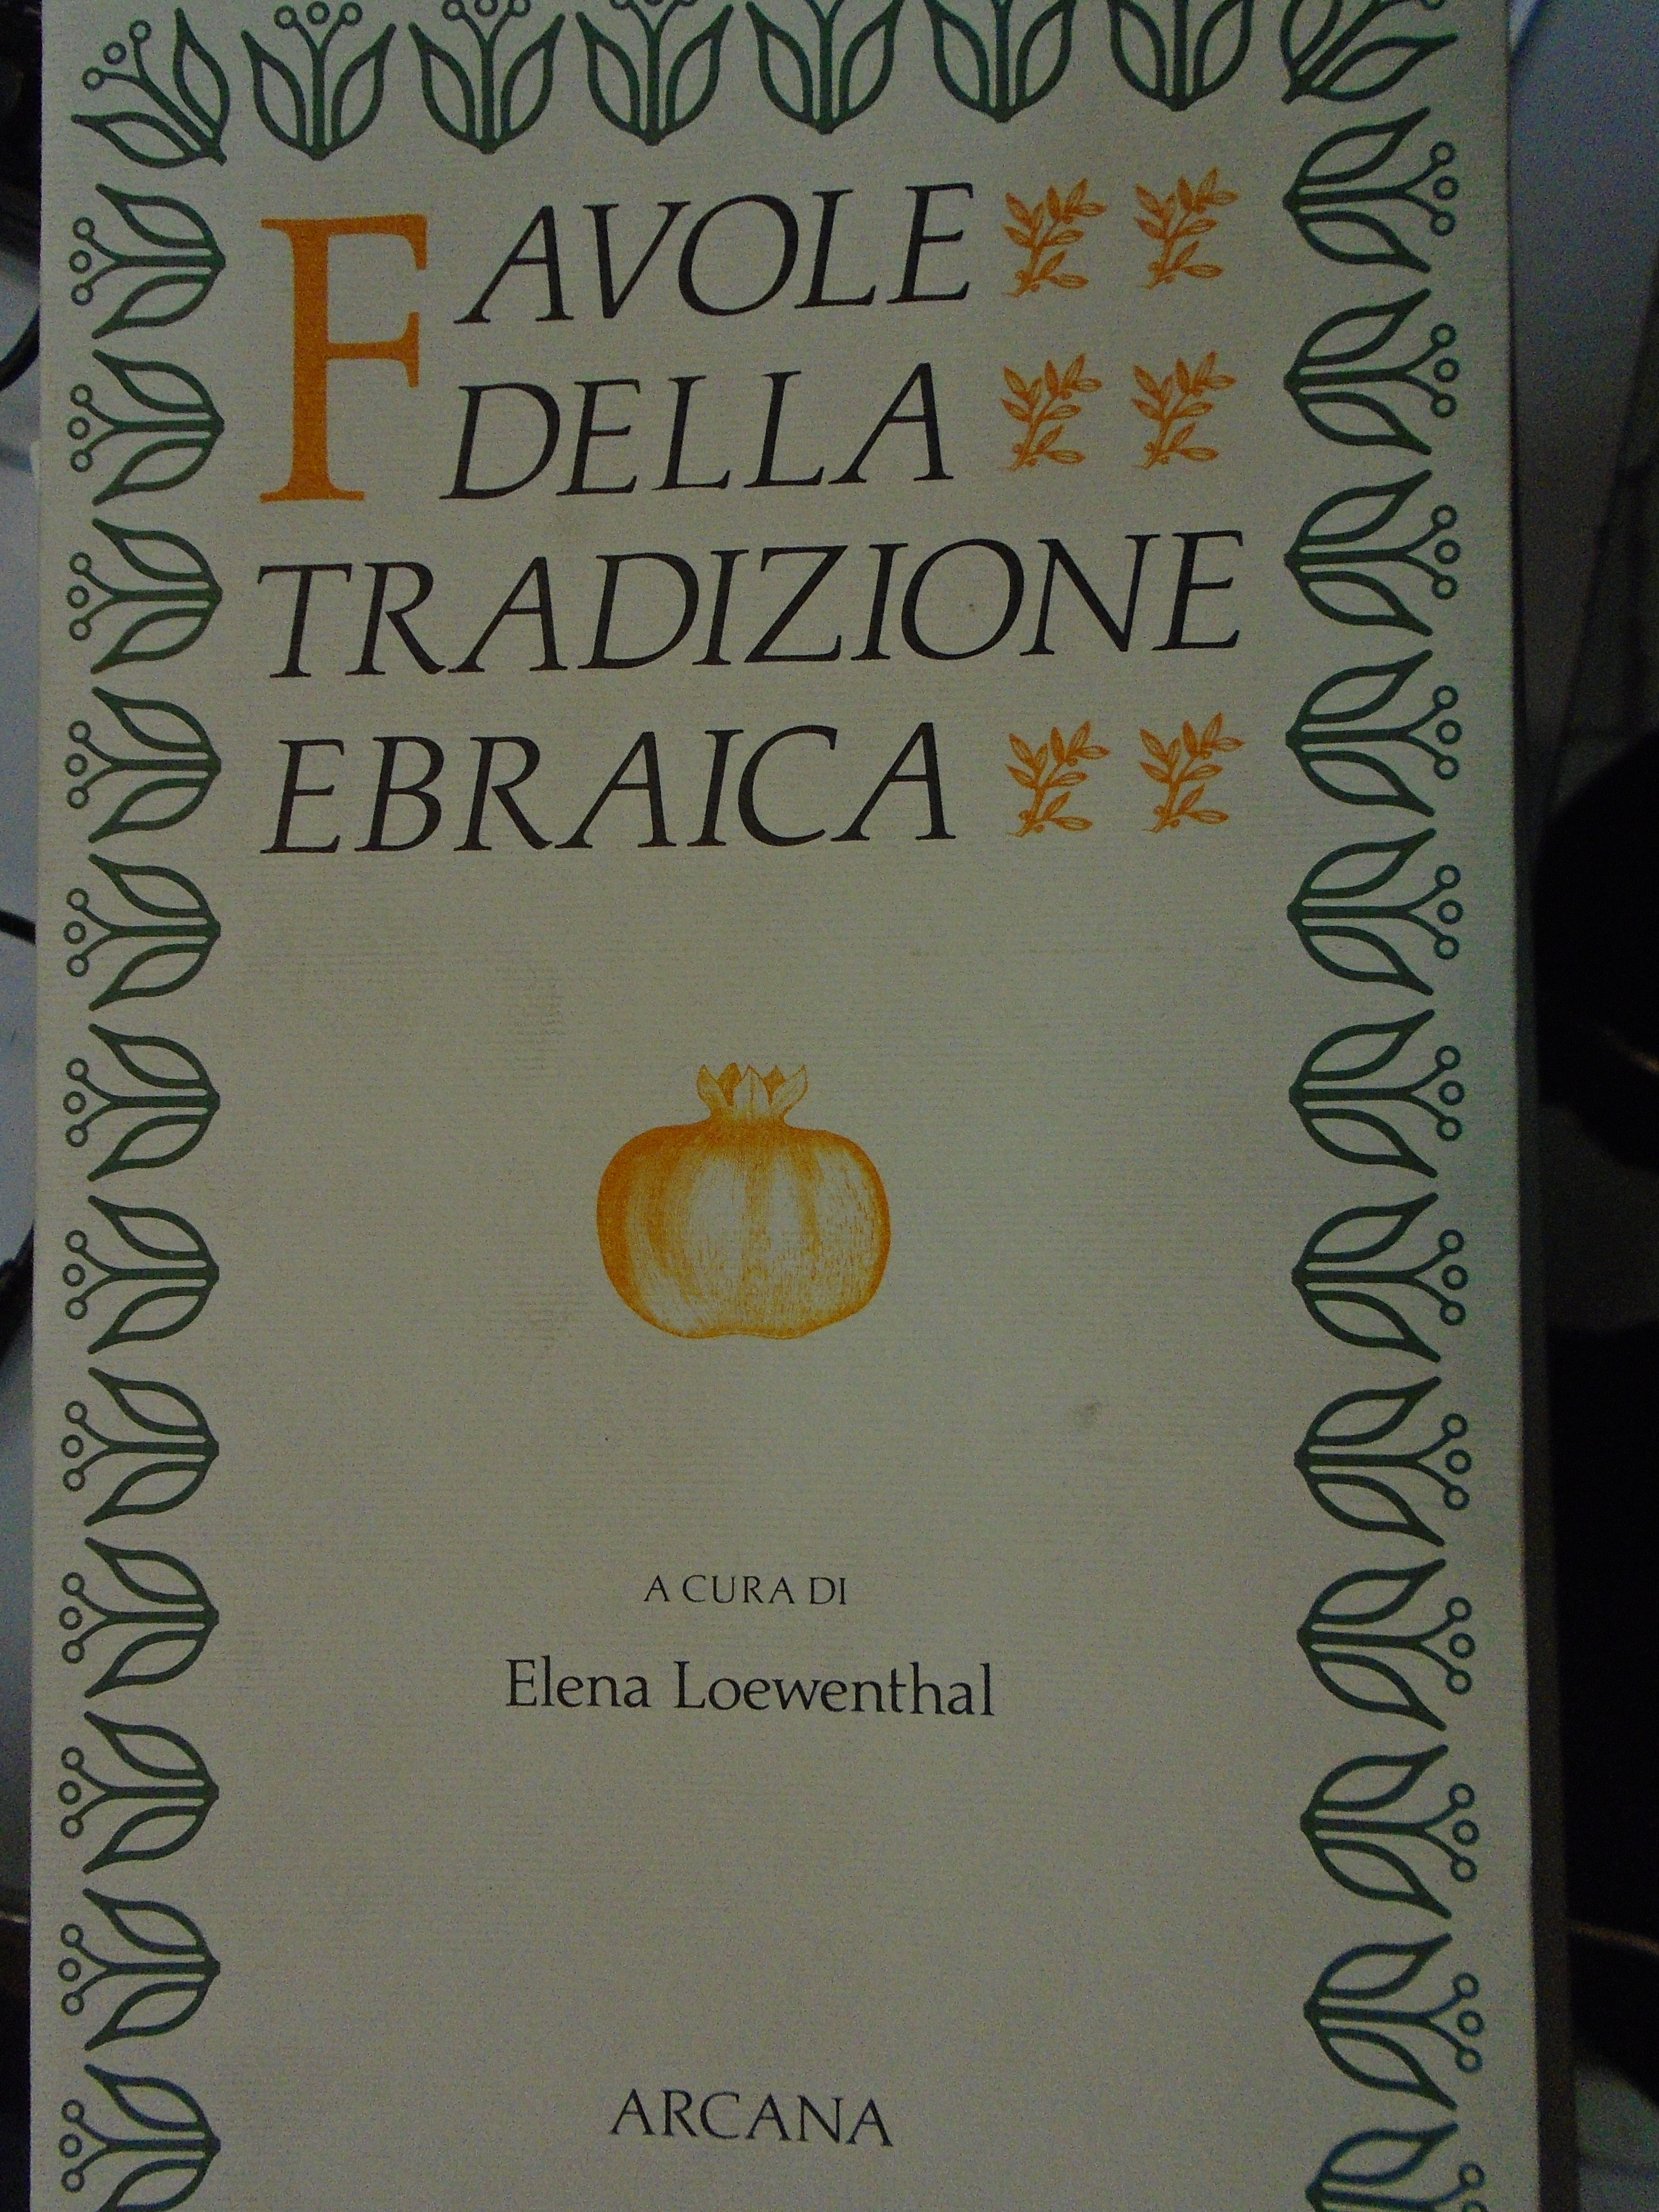 FAVOLE
DELLA
TRADIZIONE
EBRAICA
A CURA DI
Elena Loewenthal
ARCANA